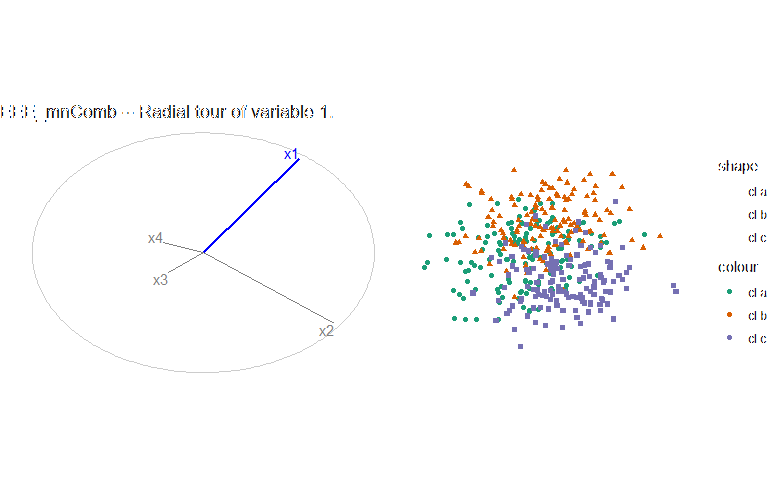 mnComb -- Radial tour of variable 1.
x1
x4
x3
x2
shape
cl a
cl b
cl c
colour
cl a
cl b
cl c